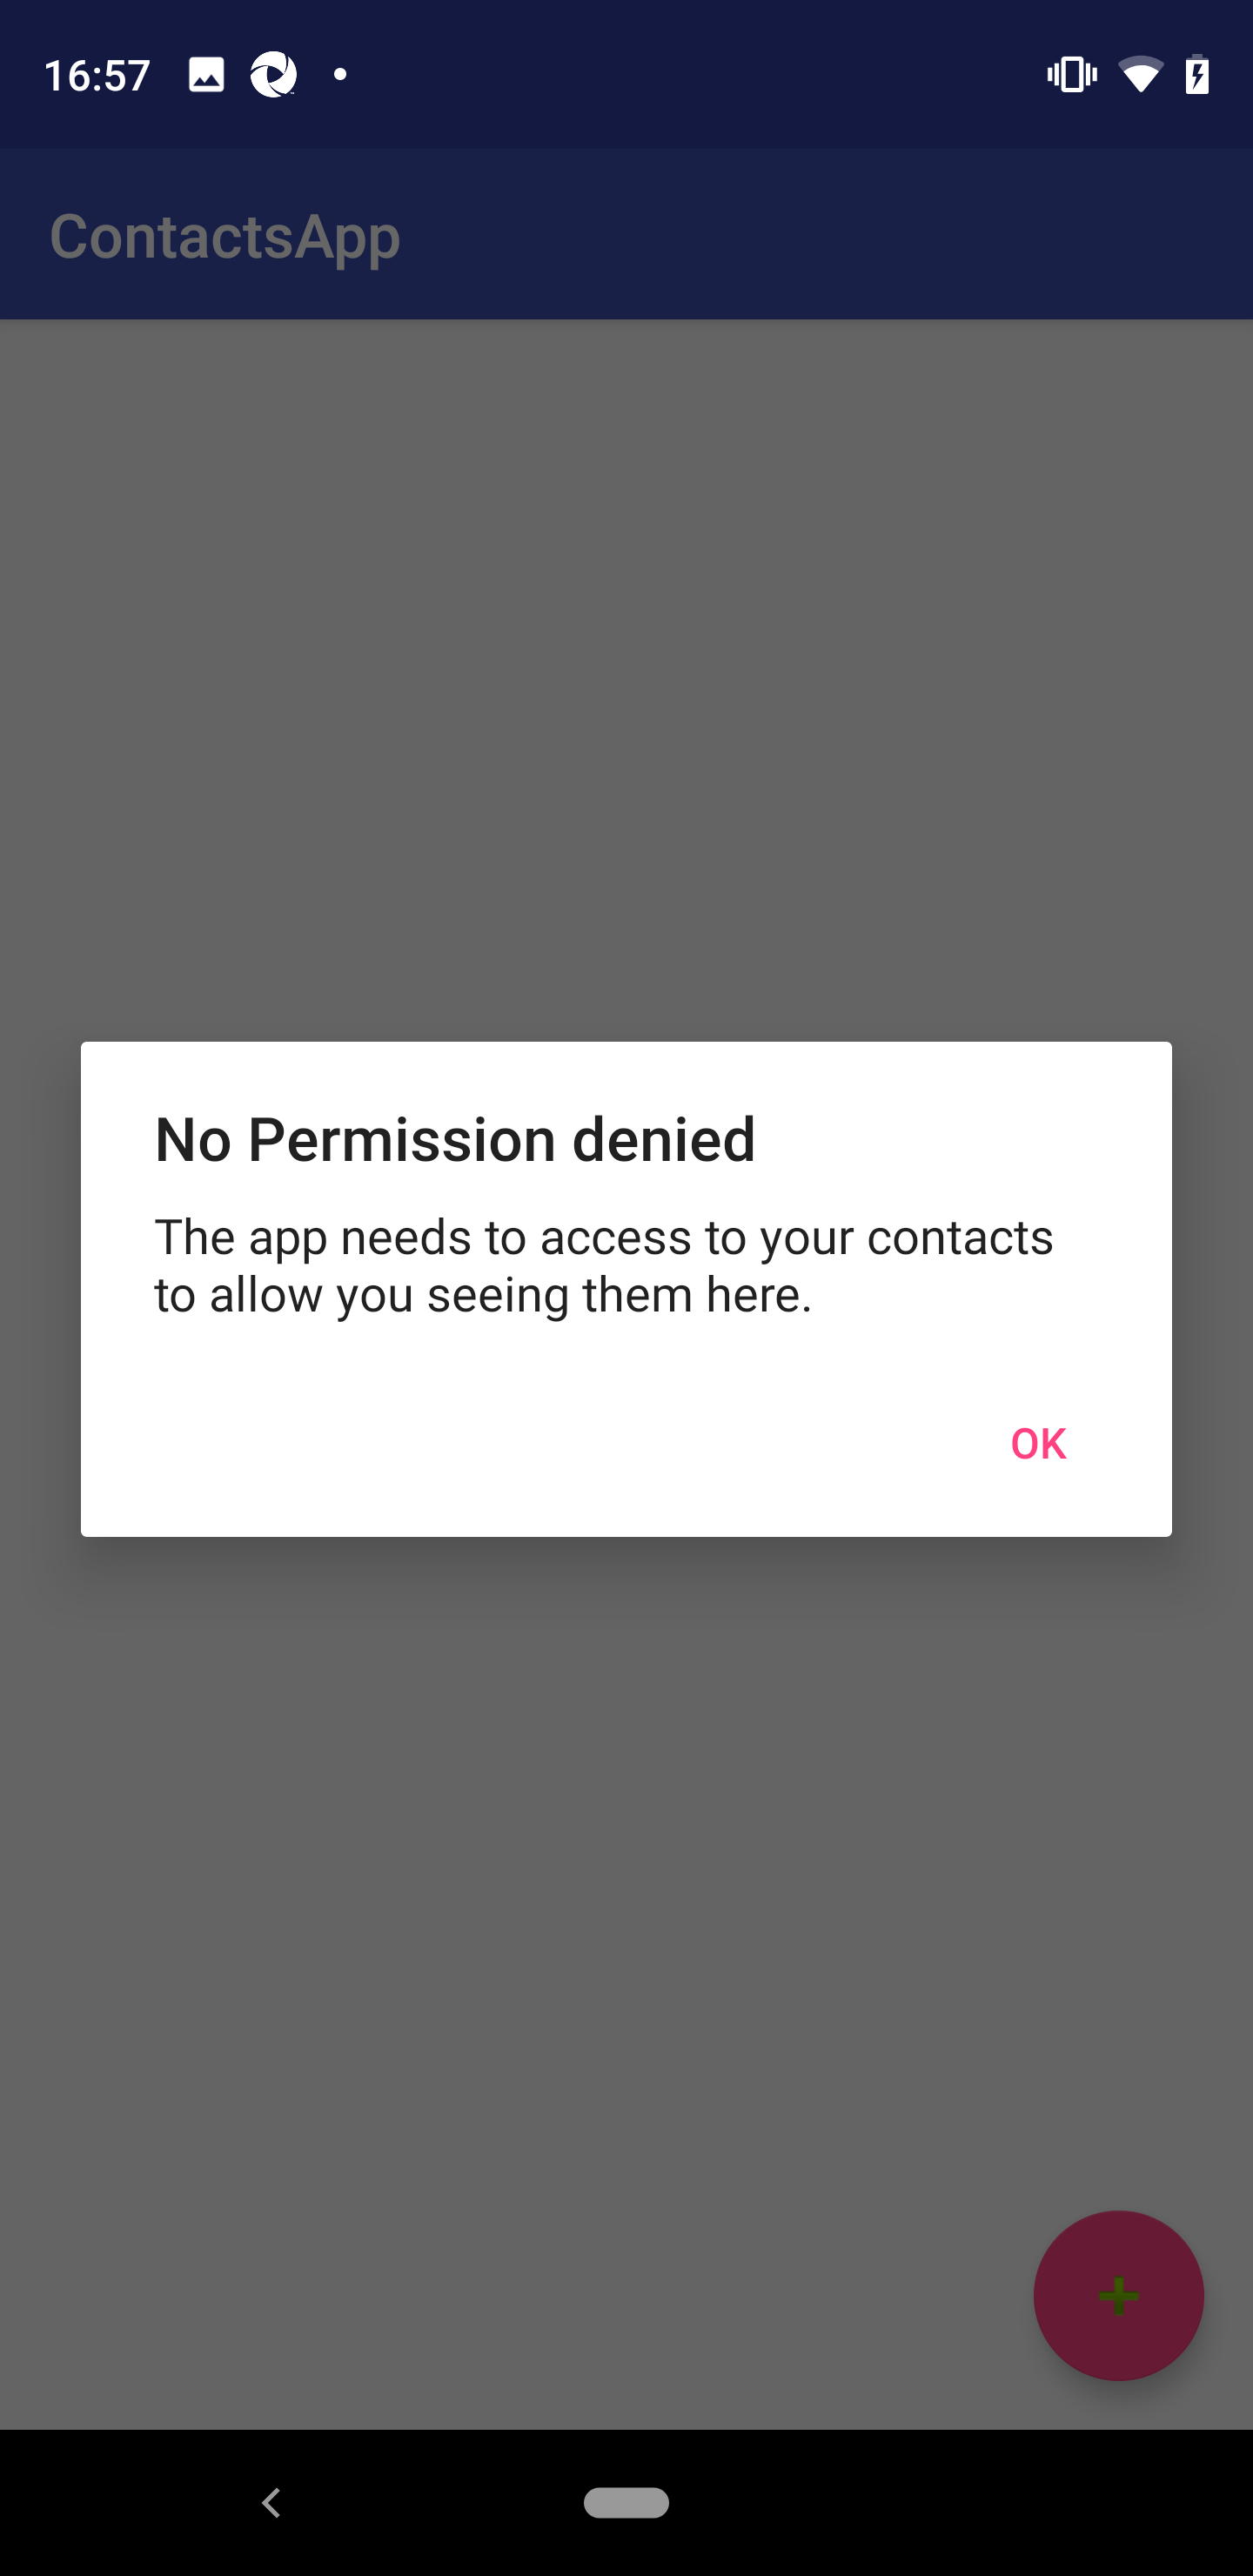 16:57
ContactsApp
No Permission denied
The app needs to access to your contacts
to allow you seeing them here.
OK